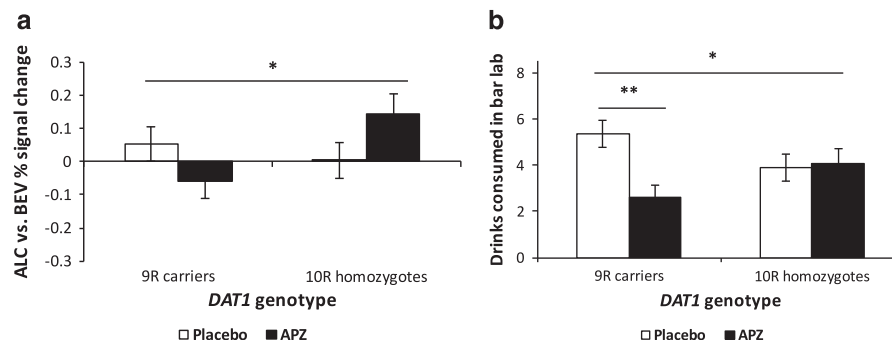 a
ALC vs. BEV % signal change
0.3
0.2
0.1
0
-0.1
-0.2
-0.3
*
9R carriers 10R homozygotes
DAT1 genotype
Placebo APZ
b
Drinks consumed in bar lab
8
6
4
2
0
*
**
9R carriers 10R homozygotes
DAT1 genotype
Placebo APZ